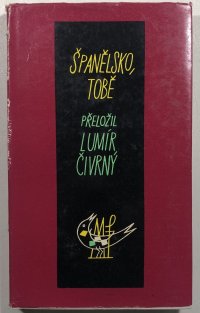 ŠPANĚLSKO,
TOBĚ
PŘELOŽIL
LUMÍR
ČIVRNÝ